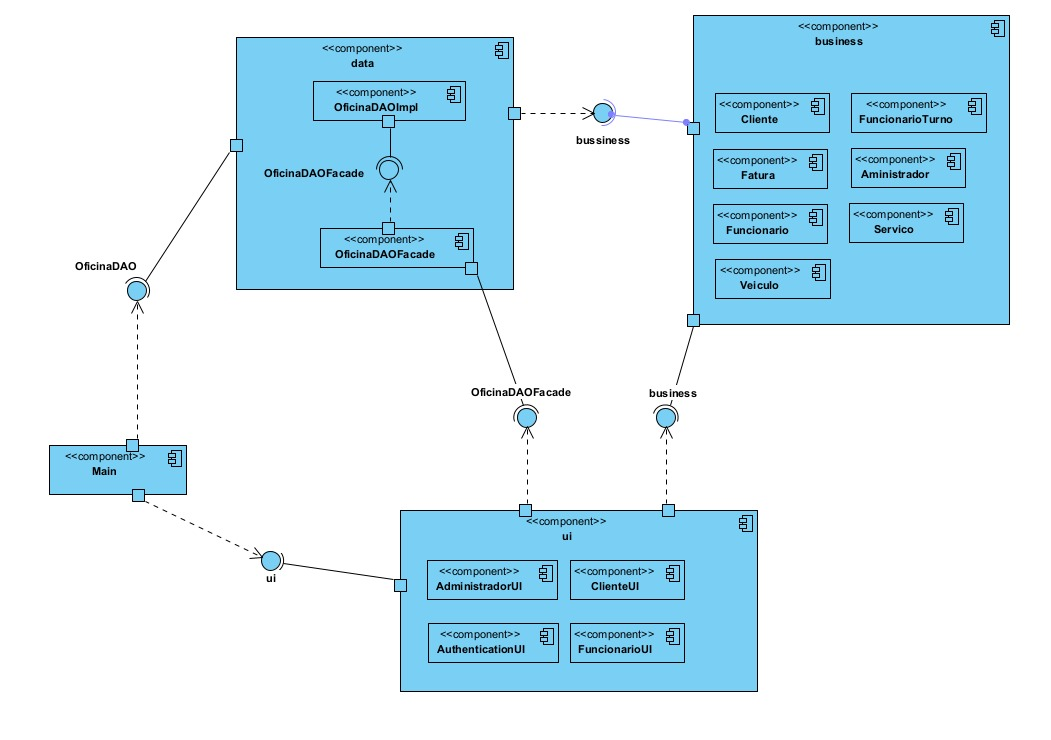 <<component>>
data
<<component>>
OficinaDAOImpl
OficinaDAOFacade
<<component>>
OficinaDAOFacade
bussiness
<<component>>
business
<<component>>
Cliente
<<component>>
FuncionarioTurno
<<component>>
Fatura
<<component>>
Aministrador
<<component>>
Funcionario
<<component>>
Servico
<<component>>
Veiculo
OficinaDAO
OficinaDAOFacade
business
<<component>>
Main
ui
<<component>>
ui
<<component>>
AdministradorUI
<<component>>
ClienteUI
<<component>>
AuthenticationUI
<<component>>
FuncionarioUI